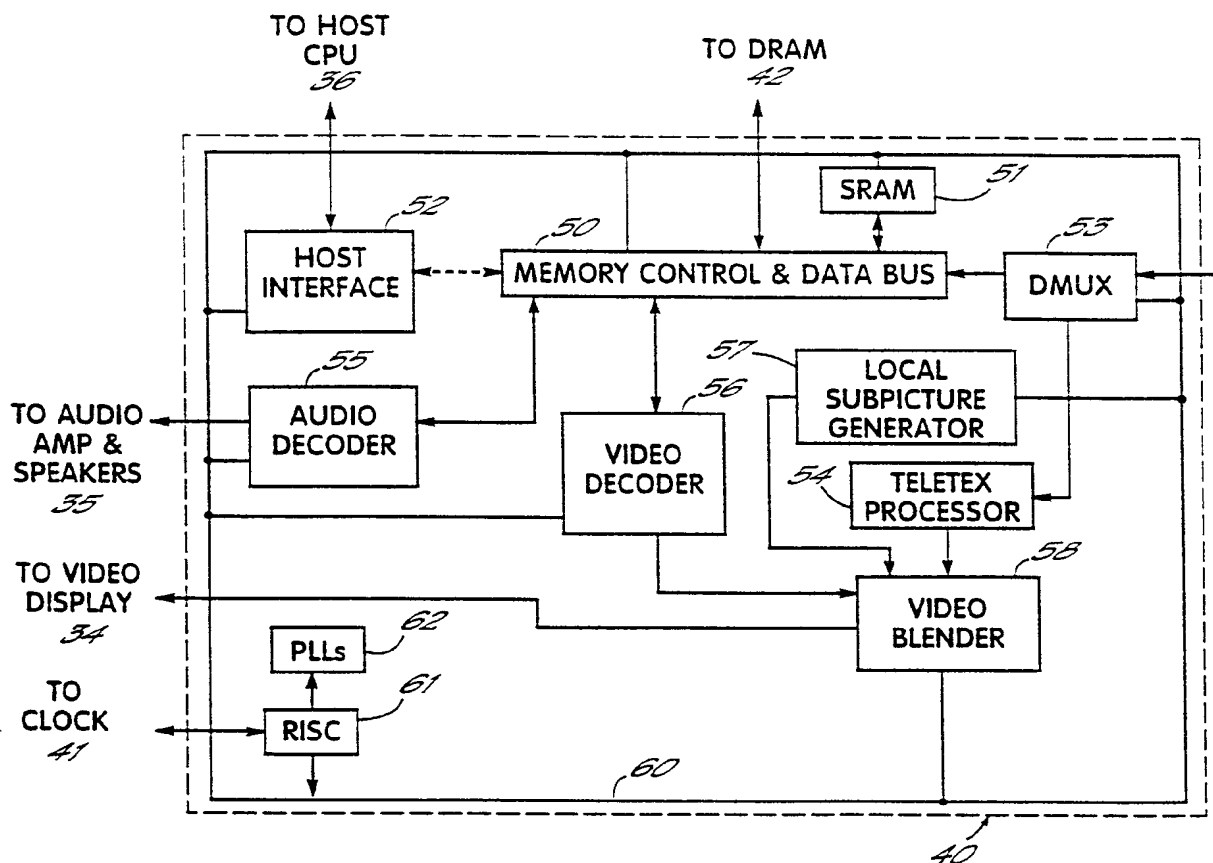 TO HOST
CPU
36
TO DRAM
42
SRAM
51
52
HOST
INTERFACE
50
MEMORY CONTROL & DATA BUS
53
DMUX
55
AUDIO
DECODER
TO AUDIO
AMP &
SPEAKERS
35
56
VIDEO
DECODER
57
LOCAL
SUBPICTURE
GENERATOR
54
TELETEX
PROCESSOR
58
VIDEO
BLENDER
TO VIDEO
DISPLAY
34
62
PLLs
61
RISC
TO
CLOCK
41
60
40